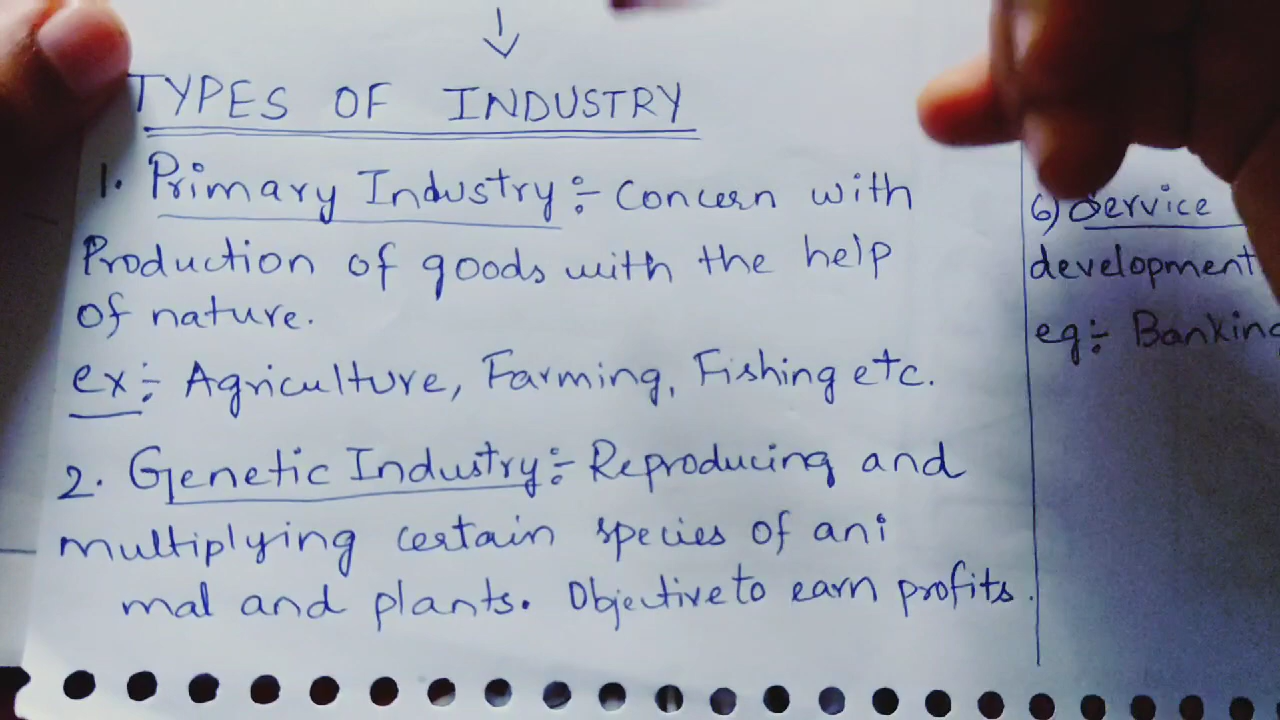 TYPES OF INDUSTRY
1. Primary Industry :- Concern with
Production of goods with the help
of nature.
ex :- Agriculture, Farming, Fishing etc.
2. Genetic Industry :- Reproducing and
multiplying certain species of ani
mal and plants. Objective to earn profits.
6) Service
development
eg :- Banking